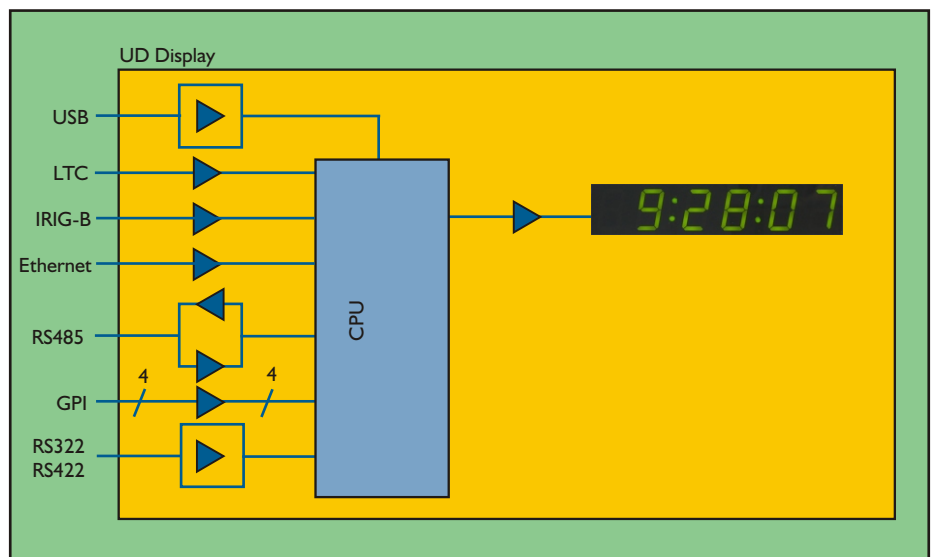 UD Display
USB
LTC
IRIG-B
Ethernet
RS485
4 4
GPI
RS322
RS422
CPU
9:28:07